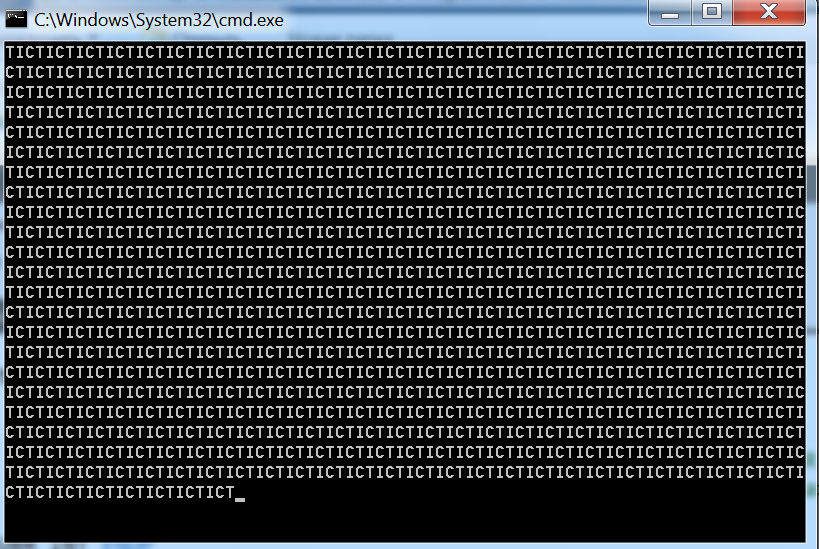 C:\Windows\System32\cmd.exe
TICTICTICTICTICTICTICTICTICTICTICTICTICTICTICTICTICTICTICTICTICTICTICTICTICTICTI
CTICTICTICTICTICTICTICTICTICTICTICTICTICTICTICTICTICTICTICTICTICTICTICTICTICTICT
ICTICTICTICTICTICTICTICTICTICTICTICTICTICTICTICTICTICTICTICTICTICTICTICTICTICTIC
TICTICTICTICTICTICTICTICTICTICTICTICTICTICTICTICTICTICTICTICTICTICTICTICTICTICTI
CTICTICTICTICTICTICTICTICTICTICTICTICTICTICTICTICTICTICTICTICTICTICTICTICTICTICT
ICTICTICTICTICTICTICTICTICTICTICTICTICTICTICTICTICTICTICTICTICTICTICTICTICTICTIC
TICTICTICTICTICTICTICTICTICTICTICTICTICTICTICTICTICTICTICTICTICTICTICTICTICTICTI
CTICTICTICTICTICTICTICTICTICTICTICTICTICTICTICTICTICTICTICTICTICTICTICTICTICTICT
ICTICTICTICTICTICTICTICTICTICTICTICTICTICTICTICTICTICTICTICTICTICTICTICTICTICTIC
TICTICTICTICTICTICTICTICTICTICTICTICTICTICTICTICTICTICTICTICTICTICTICTICTICTICTI
CTICTICTICTICTICTICTICTICTICTICTICTICTICTICTICTICTICTICTICTICTICTICTICTICTICTICT
ICTICTICTICTICTICTICTICTICTICTICTICTICTICTICTICTICTICTICTICTICTICTICTICTICTICTIC
TICTICTICTICTICTICTICTICTICTICTICTICTICTICTICTICTICTICTICTICTICTICTICTICTICTICTI
CTICTICTICTICTICTICTICTICTICTICTICTICTICTICTICTICTICTICTICTICTICTICTICTICTICTICT
ICTICTICTICTICTICTICTICTICTICTICTICTICTICTICTICTICTICTICTICTICTICTICTICTICTICTIC
TICTICTICTICTICTICTICTICTICTICTICTICTICTICTICTICTICTICTICTICTICTICTICTICTICTICTI
CTICTICTICTICTICTICTICTICTICTICTICTICTICTICTICTICTICTICTICTICTICTICTICTICTICTICT
ICTICTICTICTICTICTICTICTICTICTICTICTICTICTICTICTICTICTICTICTICTICTICTICTICTICTIC
TICTICTICTICTICTICTICTICTICTICTICTICTICTICTICTICTICTICTICTICTICTICTICTICTICTICTI
CTICTICTICTICTICTICTICTICTICTICTICTICTICTICTICTICTICTICTICTICTICTICTICTICTICTICT
ICTICTICTICTICTICTICTICTICTICTICTICTICTICTICTICTICTICTICTICTICTICTICTICTICTICTIC
TICTICTICTICTICTICTICTICTICTICTICTICTICTICTICTICTICTICTICTICTICTICTICTICTICTICTI
CTICTICTICTICTICTICTICT_